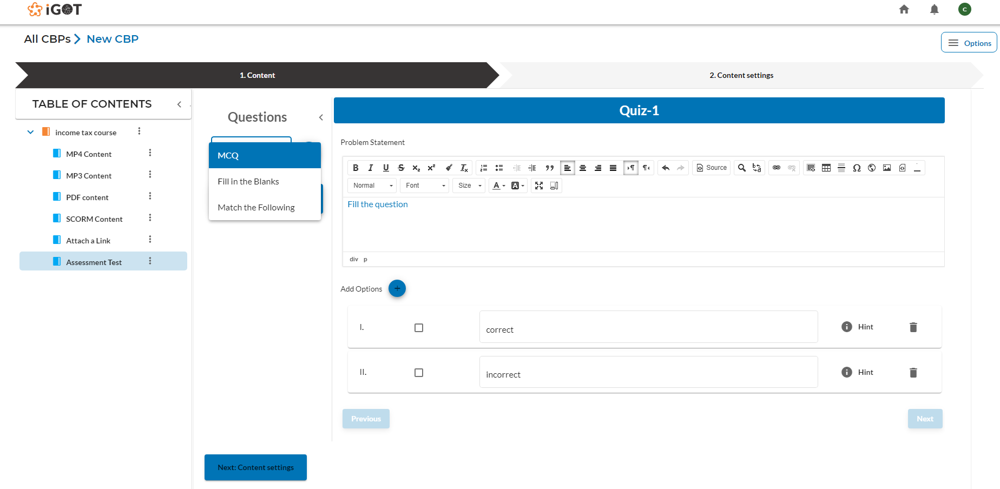 iGOT
C
All CBPs New CBP
Options
1. Content
2. Content settings
TABLE OF CONTENTS
income tax course
MP4 Content
MP3 Content
PDF content
SCORM Content
Attach a Link
Assessment Test
Questions
MCQ
Fill in the Blanks
Match the Following
Quiz-1
Problem Statement
Source
Normal Font Size
Fill the question
div p
Add Options
I. correct Hint
II. incorrect Hint
Previous Next
Next: Content settings